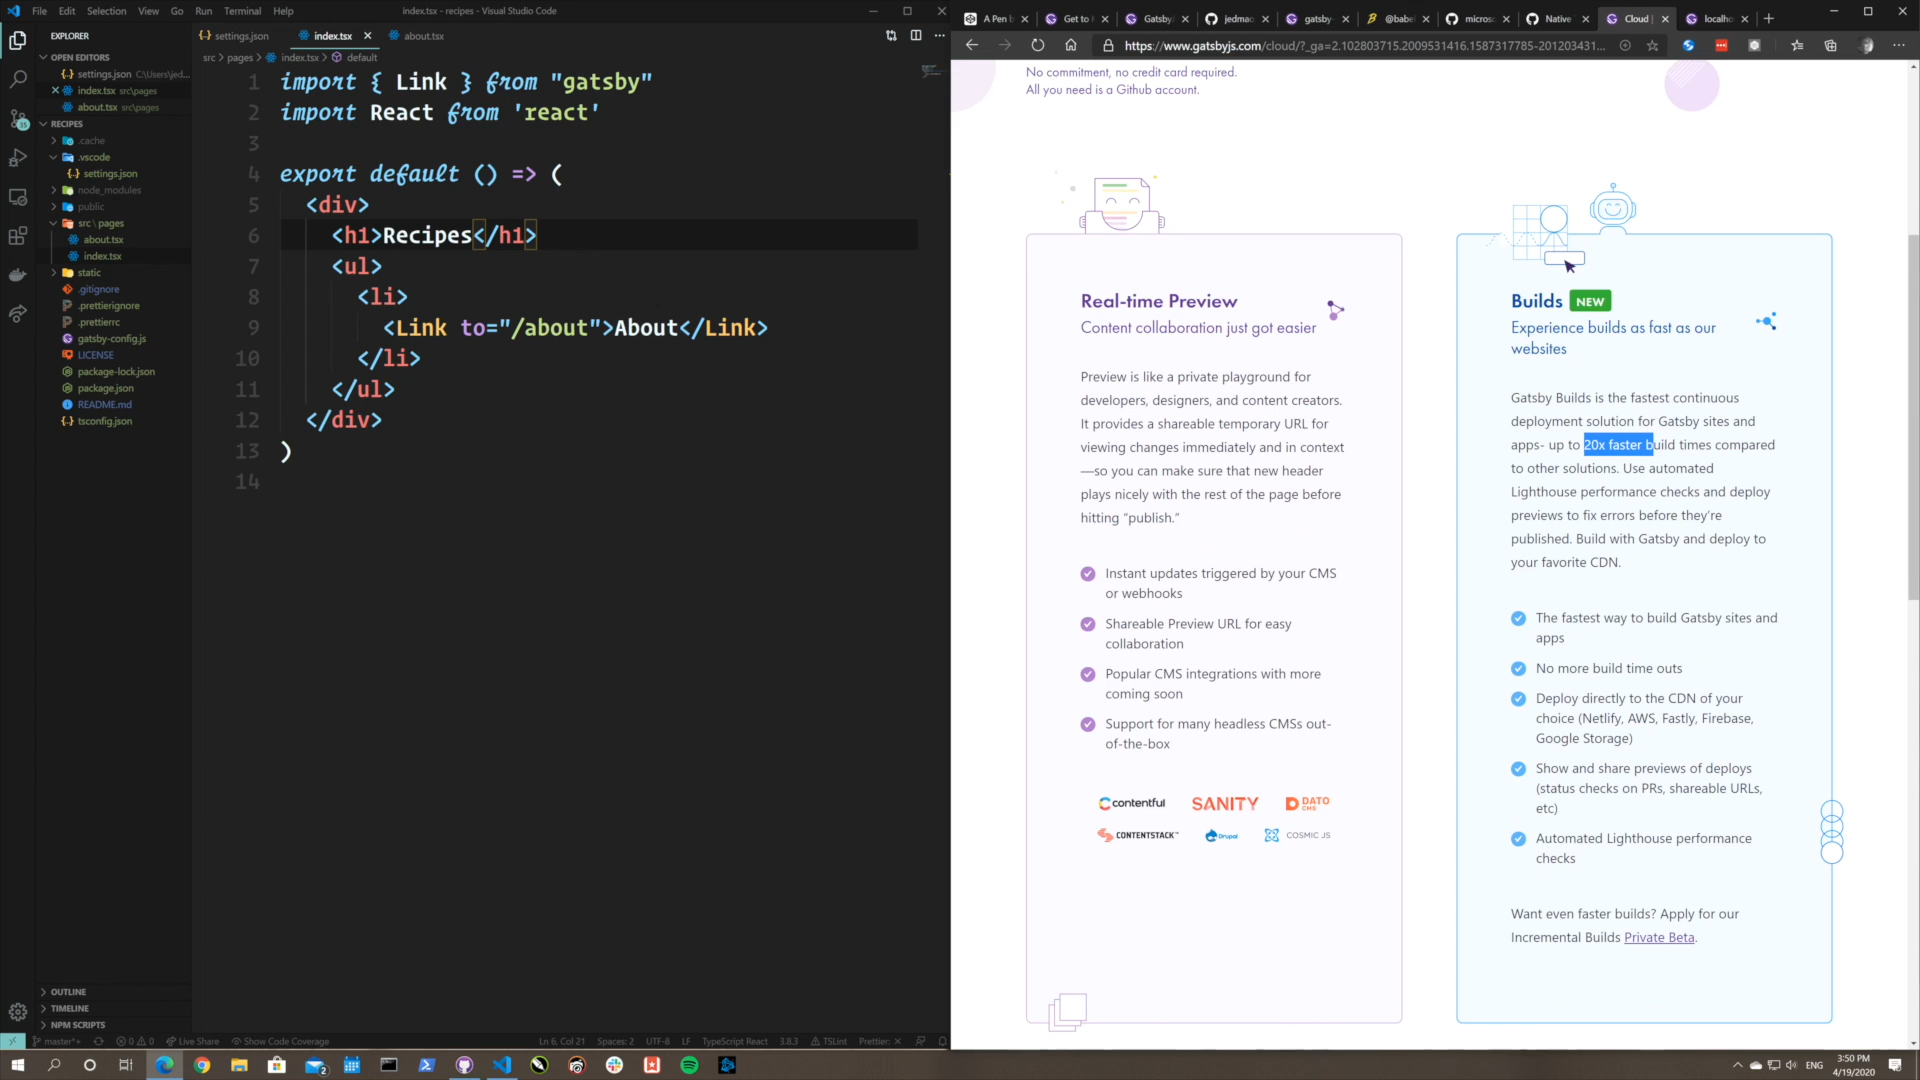 File Edit Selection View Go Run Terminal Help
index.tsx - recipes - Visual Studio Code
EXPLORER
OPEN EDITORS
settings.json C:\Users\jed...
index.tsx src\pages
about.tsx src\pages
RECIPES
.cache
.vscode
settings.json
node_modules
public
src \ pages
about.tsx
index.tsx
static
.gitignore
.prettierignore
.prettierrc
gatsby-config.js
LICENSE
package-lock.json
package.json
README.md
tsconfig.json
OUTLINE
TIMELINE
NPM SCRIPTS
settings.json index.tsx about.tsx
src > pages > index.tsx > default
1 import { Link } from "gatsby"
2 import React from 'react'
3
4 export default () => (
5 <div>
6 <h1>Recipes</h1>
7 <ul>
8 <li>
9 <Link to="/about">About</Link>
10 </li>
11 </ul>
12 </div>
13 )
14
master*+ 0 0 Live Share Show Code Coverage Ln 6, Col 21 Spaces: 2 UTF-8 LF TypeScript React 3.8.3 TSLint Prettier:
A Pen b Get to k Gatsby jedmao gatsby- @babel micros Native Cloud localho
https://www.gatsbyjs.com/cloud/?_ga=2.102803715.2009531416.1587317785-201203431...
No commitment, no credit card required.
All you need is a Github account.
Real-time Preview
Content collaboration just got easier
Preview is like a private playground for
developers, designers, and content creators.
It provides a shareable temporary URL for
viewing changes immediately and in context
—so you can make sure that new header
plays nicely with the rest of the page before
hitting “publish.”
Instant updates triggered by your CMS
or webhooks
Shareable Preview URL for easy
collaboration
Popular CMS integrations with more
coming soon
Support for many headless CMSs out-
of-the-box
contentful SANITY DATO CMS
CONTENTSTACK Drupal COSMIC JS
Builds NEW
Experience builds as fast as our
websites
Gatsby Builds is the fastest continuous
deployment solution for Gatsby sites and
apps- up to 20x faster build times compared
to other solutions. Use automated
Lighthouse performance checks and deploy
previews to fix errors before they’re
published. Build with Gatsby and deploy to
your favorite CDN.
The fastest way to build Gatsby sites and
apps
No more build time outs
Deploy directly to the CDN of your
choice (Netlify, AWS, Fastly, Firebase,
Google Storage)
Show and share previews of deploys
(status checks on PRs, shareable URLs,
etc)
Automated Lighthouse performance
checks
Want even faster builds? Apply for our
Incremental Builds Private Beta.
ENG
3:50 PM
4/19/2020